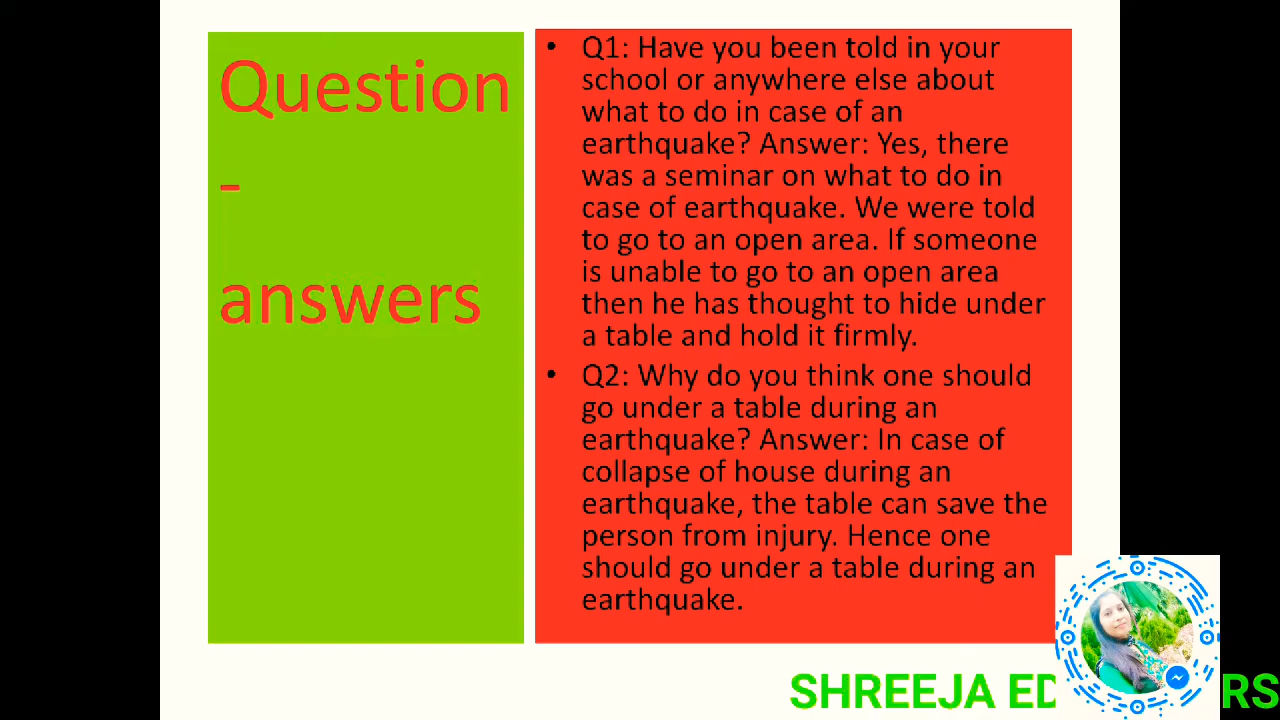 Question
-
answers
• Q1: Have you been told in your
school or anywhere else about
what to do in case of an
earthquake? Answer: Yes, there
was a seminar on what to do in
case of earthquake. We were told
to go to an open area. If someone
is unable to go to an open area
then he has thought to hide under
a table and hold it firmly.
• Q2: Why do you think one should
go under a table during an
earthquake? Answer: In case of
collapse of house during an
earthquake, the table can save the
person from injury. Hence one
should go under a table during an
earthquake.
SHREEJA ED RS